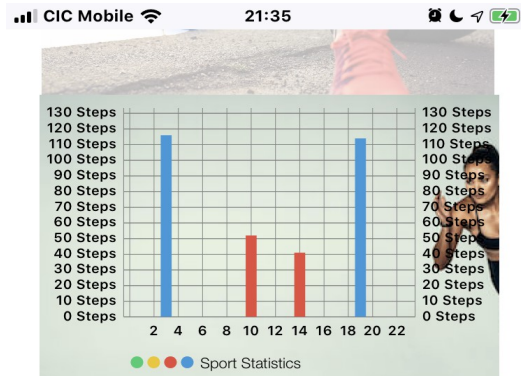 CIC Mobile 21:35
130 Steps 130 Steps
120 Steps 120 Steps
110 Steps 110 Steps
100 Steps 100 Steps
90 Steps 90 Steps
80 Steps 80 Steps
70 Steps 70 Steps
60 Steps 60 Steps
50 Steps 50 Steps
40 Steps 40 Steps
30 Steps 30 Steps
20 Steps 20 Steps
10 Steps 10 Steps
0 Steps 0 Steps
2 4 6 8 10 12 14 16 18 20 22
Sport Statistics